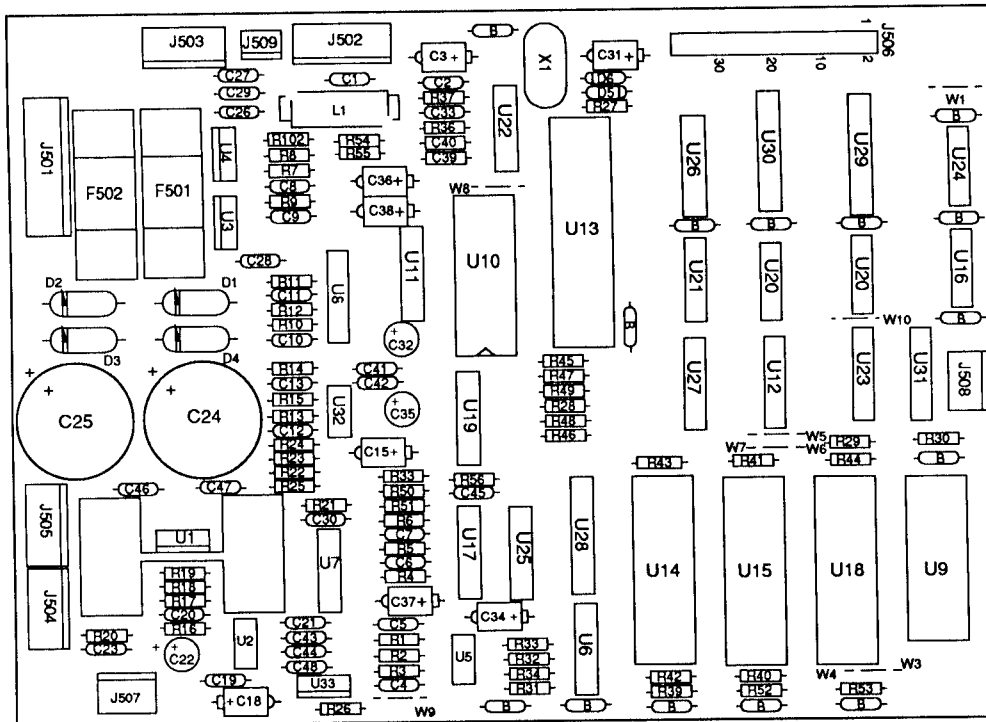 J503
J509
J502
B
C3+
X1
C31+
1
J506
30
20
10
2
C27
C29
C26
C1
L1
C2
R37
C33
R36
C40
C39
D6
D5
R27
U22
W1
B
J501
F502
F501
U4
U3
R102
R8
R7
C8
R9
C9
R54
R55
C36+
C38+
W8
U10
U13
U26
U30
U29
U24
B
B
B
B
C28
U11
D2
D1
R11
C11
R12
R10
C10
U8
C32
+
B
U21
U20
U20
U16
W10
B
D3
D4
+
+
+
+
C25
C24
R14
C13
R15
R13
C12
R24
R23
R22
R25
U32
C41
C42
C35
+
C15+
U19
R45
R47
R49
R28
R48
R46
U27
U12
U23
U31
J508
W5
W7
W6
R29
R30
R43
R41
R44
B
C46
C47
J505
U1
R21
C30
U7
R33
R50
R51
R6
C7
R5
C6
R4
R56
C45
U17
U25
U28
U14
U15
U18
U9
J504
R19
R18
R17
C20
R16
C37+
C34+
R20
C23
+
C22
U2
C21
C43
C44
C48
C5
R1
R2
R3
C4
U5
R33
R32
R34
R31
U6
J507
C19
+C18
U33
R26
W9
B
B
R42
R39
R40
R52
B
W4
W3
R53
B